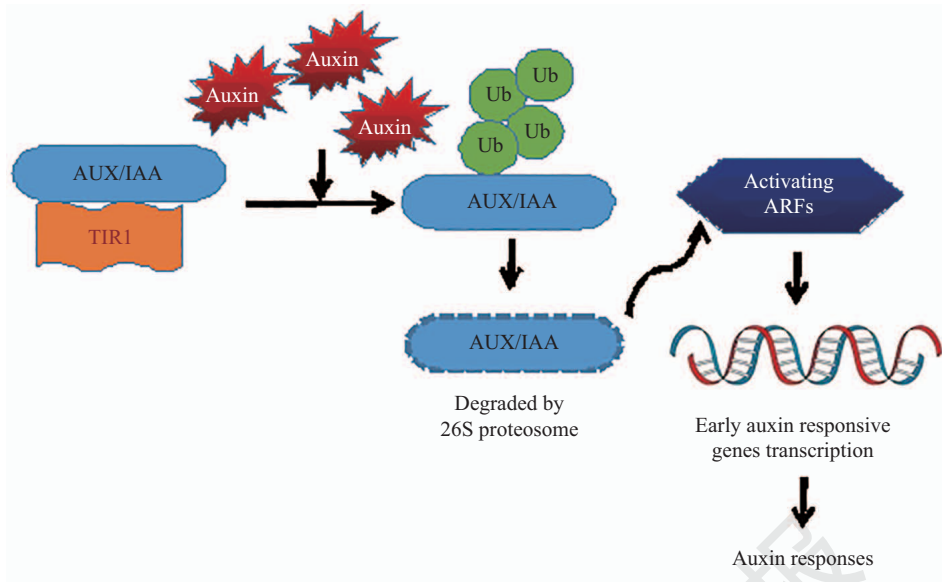 Auxin
Auxin
Auxin
Ub
Ub
Ub
Ub
AUX/IAA
TIR1
AUX/IAA
Activating
ARFs
AUX/IAA
Degraded by
26S proteosome
Early auxin responsive
genes transcription
Auxin responses